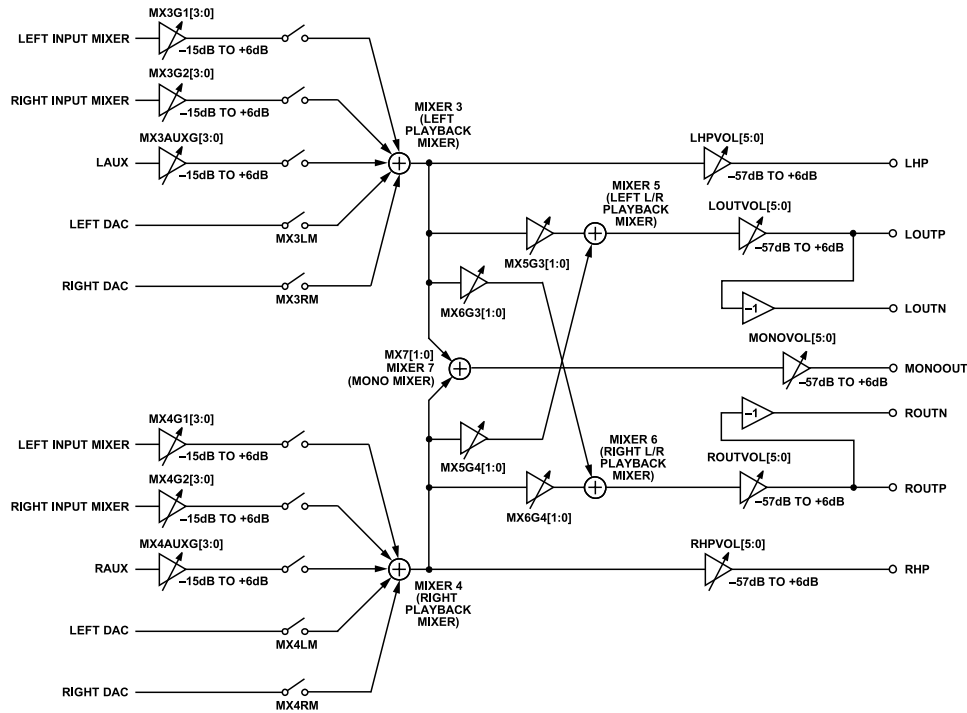 MX3G1[3:0]
LEFT INPUT MIXER
–15dB TO +6dB
MX3G2[3:0]
RIGHT INPUT MIXER
–15dB TO +6dB
MX3AUXG[3:0]
LAUX
–15dB TO +6dB
LEFT DAC
MX3LM
RIGHT DAC
MX3RM
MIXER 3
(LEFT
PLAYBACK
MIXER)
LHPVOL[5:0]
–57dB TO +6dB
LHP
MIXER 5
(LEFT L/R
PLAYBACK
MIXER)
MX5G3[1:0]
LOUTVOL[5:0]
–57dB TO +6dB
LOUTP
MX6G3[1:0]
–1
LOUTN
MX7[1:0]
MIXER 7
(MONO MIXER)
MONOVOL[5:0]
–57dB TO +6dB
MONOOUT
–1
ROUTN
MX5G4[1:0]
MIXER 6
(RIGHT L/R
PLAYBACK
MIXER)
MX6G4[1:0]
ROUTVOL[5:0]
–57dB TO +6dB
ROUTP
MX4G1[3:0]
LEFT INPUT MIXER
–15dB TO +6dB
MX4G2[3:0]
RIGHT INPUT MIXER
–15dB TO +6dB
MX4AUXG[3:0]
RAUX
–15dB TO +6dB
LEFT DAC
MX4LM
RIGHT DAC
MX4RM
MIXER 4
(RIGHT
PLAYBACK
MIXER)
RHPVOL[5:0]
–57dB TO +6dB
RHP